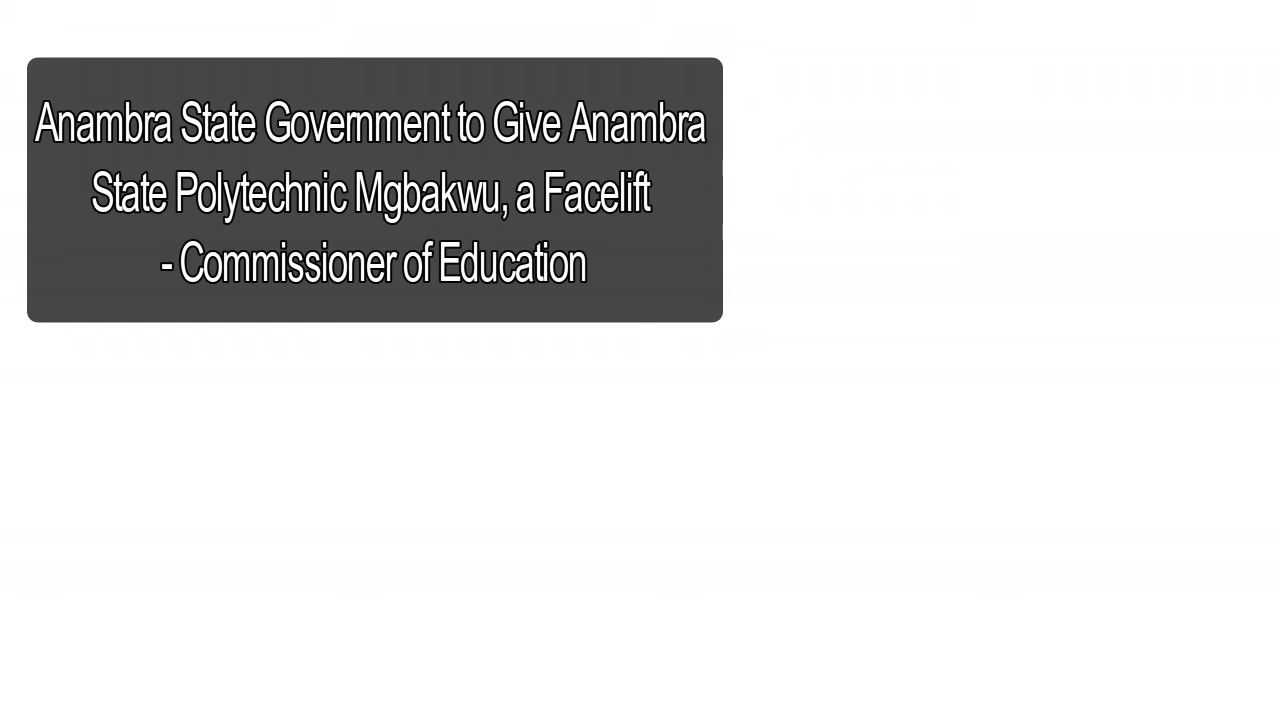 Anambra State Government to Give Anambra
State Polytechnic Mgbakwu, a Facelift
- Commissioner of Education